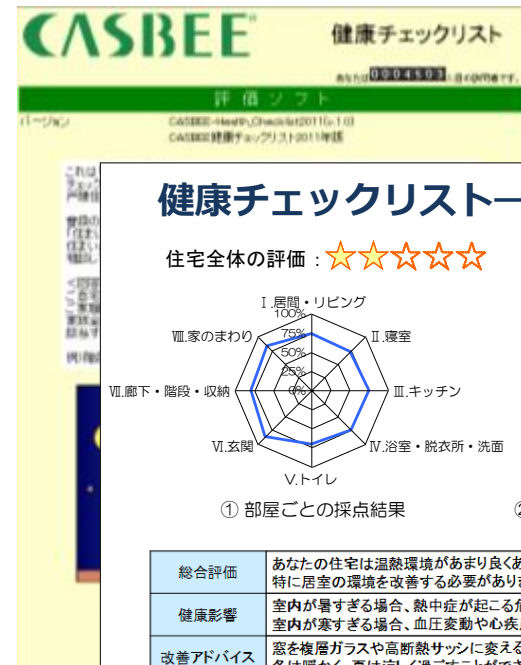 CASBEE
健康チェックリスト
あなたは0004503人目の訪問者です。
評価ソフト
バージョン
CASBEE-Health_Checklist2011(v.1.0)
CASBEE健康チェックリスト2011年版
これは
健康チェックリスト一
住宅全体の評価：
Ⅰ.居間・リビング
100%
Ⅷ.家のまわり
75%
Ⅱ.寝室
50%
25%
Ⅶ.廊下・階段・収納
0%
Ⅲ.キッチン
Ⅵ.玄関
Ⅳ.浴室・脱衣所・洗面
Ⅴ.トイレ
① 部屋ごとの採点結果
総合評価
あなたの住宅は温熱環境があまり良くあ
特に居室の環境を改善する必要がありま
健康影響
室内が暑すぎる場合、熱中症が起こる危
室内が寒すぎる場合、血圧変動や心疾
改善アドバイス
窓を複層ガラスや高断熱サッシに変える